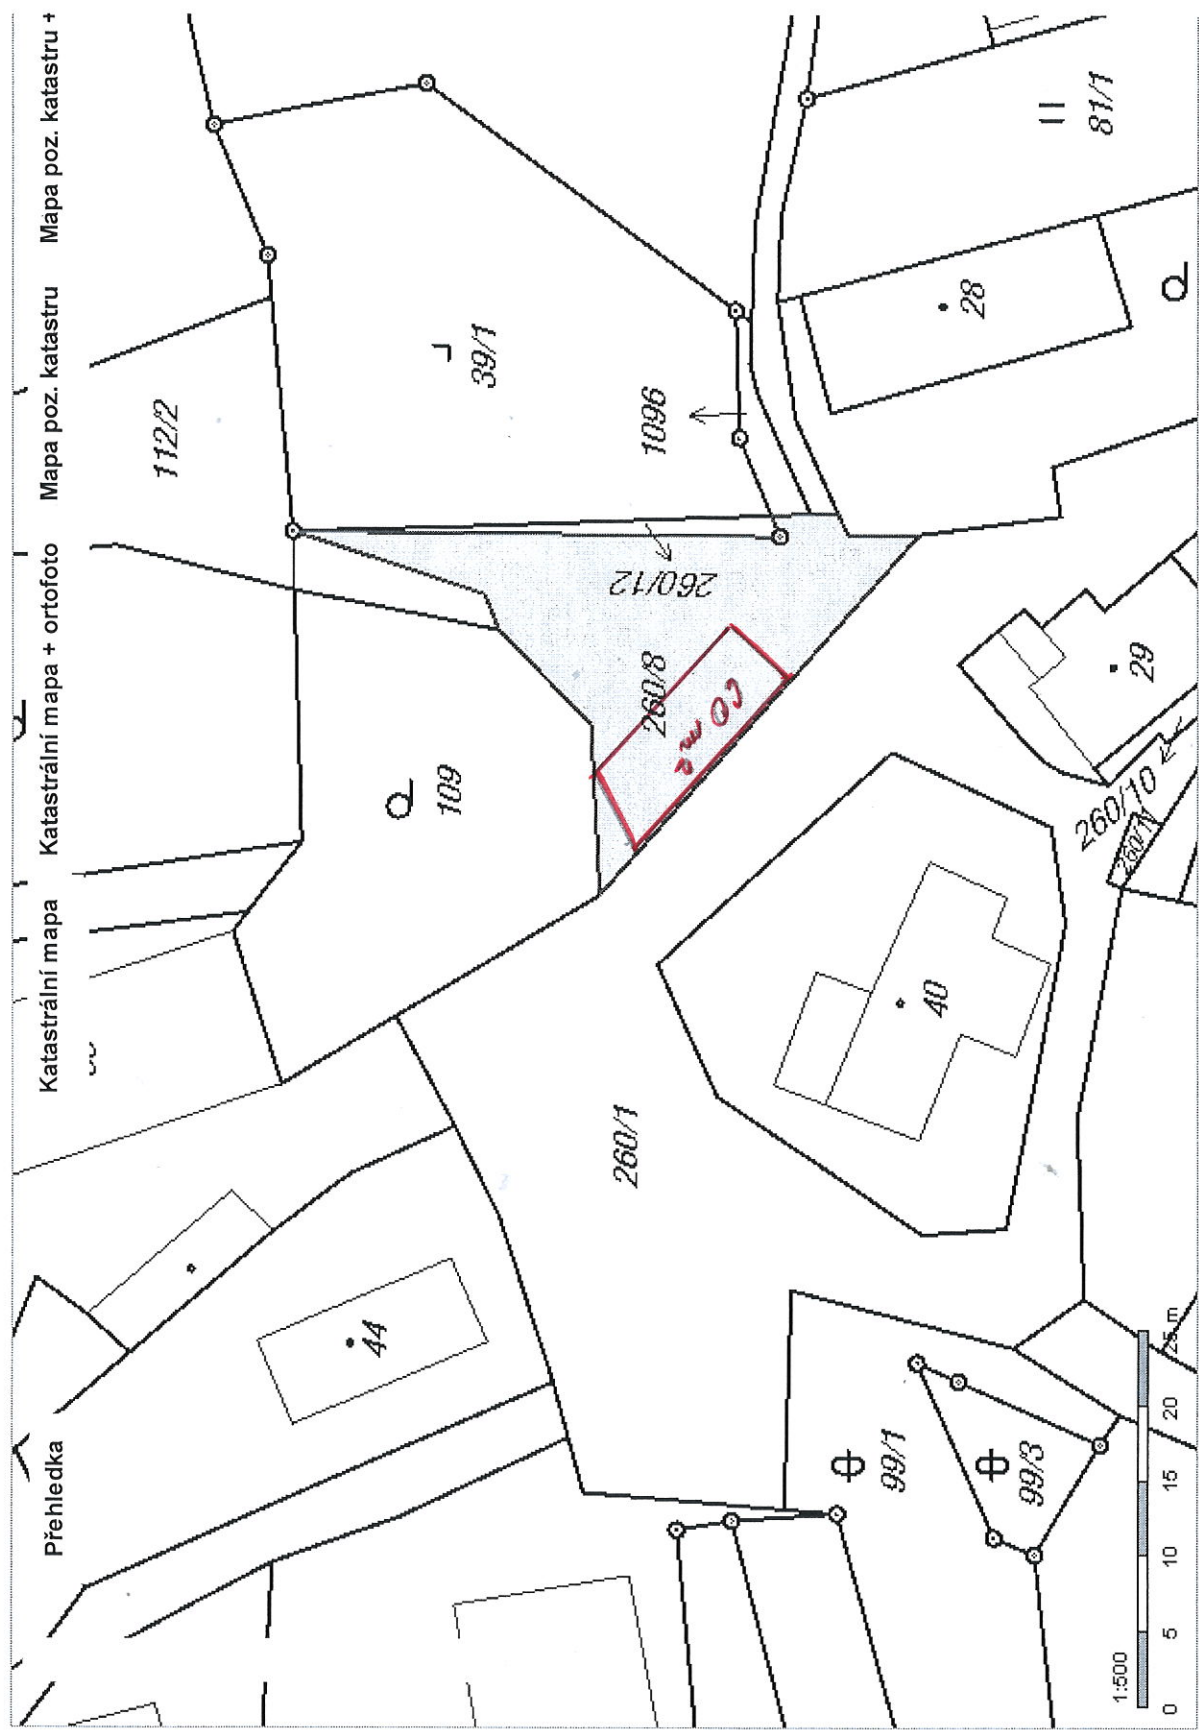 Přehledka
Katastrální mapa
Katastrální mapa + ortofoto
Mapa poz. katastru
Mapa poz. katastru +
112/2
39/1
109
1096
260/12
260/8
60 m²
44
260/1
28
81/1
29
40
260/10
260/11
99/1
99/3
1:500
0 5 10 15 20 25 m